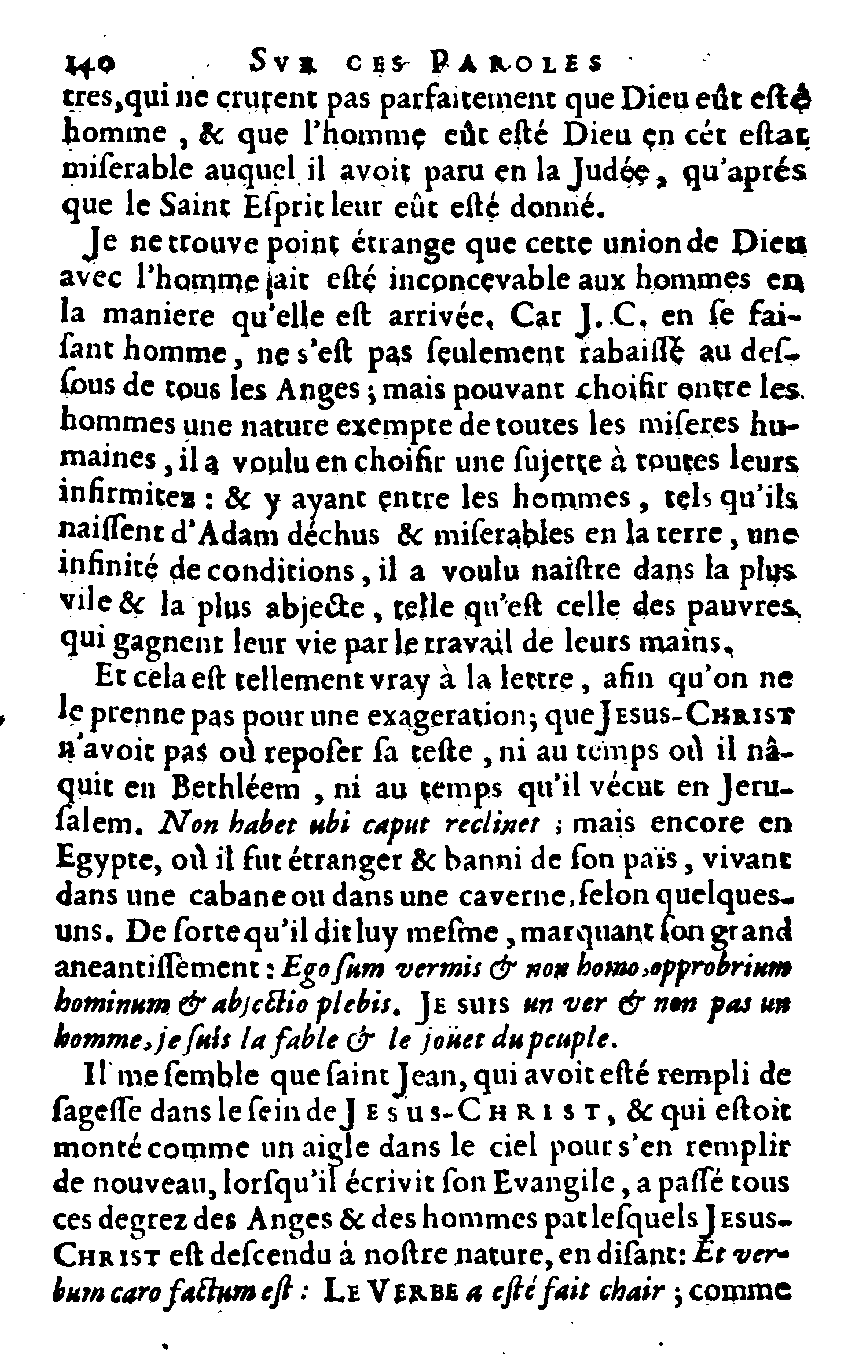 140 SVR CES PAROLES
tres, qui ne crurent pas parfaitement que Dieu eût esté
homme, & que l'homme eût esté Dieu en cét estat
miserable auquel il avoit paru en la Judée, qu'aprés
que le Saint Esprit leur eût esté donné.
Je ne trouve point étrange que cette union de Dieu
avec l'homme ait esté inconcevable aux hommes en
la maniere qu'elle est arrivée. Car J. C. en se fai-
sant homme, ne s'est pas seulement rabaissé au des-
sous de tous les Anges; mais pouvant choisir entre les
hommes une nature exempte de toutes les miseres hu-
maines, il a voulu en choisir une sujette à toutes leurs
infirmitez: & y ayant entre les hommes, tels qu'ils
naissent d'Adam déchus & miserables en la terre, une
infinité de conditions, il a voulu naistre dans la plus
vile & la plus abjecte, telle qu'est celle des pauvres
qui gagnent leur vie par le travail de leurs mains.
Et cela est tellement vray à la lettre, afin qu'on ne
le prenne pas pour une exageration; que JESUS-CHRIST
n'avoit pas où reposer sa teste, ni au temps où il nâ-
quit en Bethléem, ni au temps qu'il vécut en Jeru-
salem. Non habet ubi caput reclinet; mais encore en
Egypte, où il fut étranger & banni de son païs, vivant
dans une cabane ou dans une caverne, selon quelques-
uns. De sorte qu'il dit luy mesme, marquant son grand
aneantissement: Ego sum vermis & non homo, opprobrium
hominum & abjectio plebis. JE SUIS un ver & non pas un
homme, je suis la fable & le joüet du peuple.
Il me semble que saint Jean, qui avoit esté rempli de
sagesse dans le sein de JESUS-CHRIST, & qui estoit
monté comme un aigle dans le ciel pour s'en remplir
de nouveau, lorsqu'il écrivit son Evangile, a passé tous
ces degrez des Anges & des hommes par lesquels JESUS-
CHRIST est descendu à nostre nature, en disant: Et ver-
bum caro factum est: LE VERBE a esté fait chair; comme